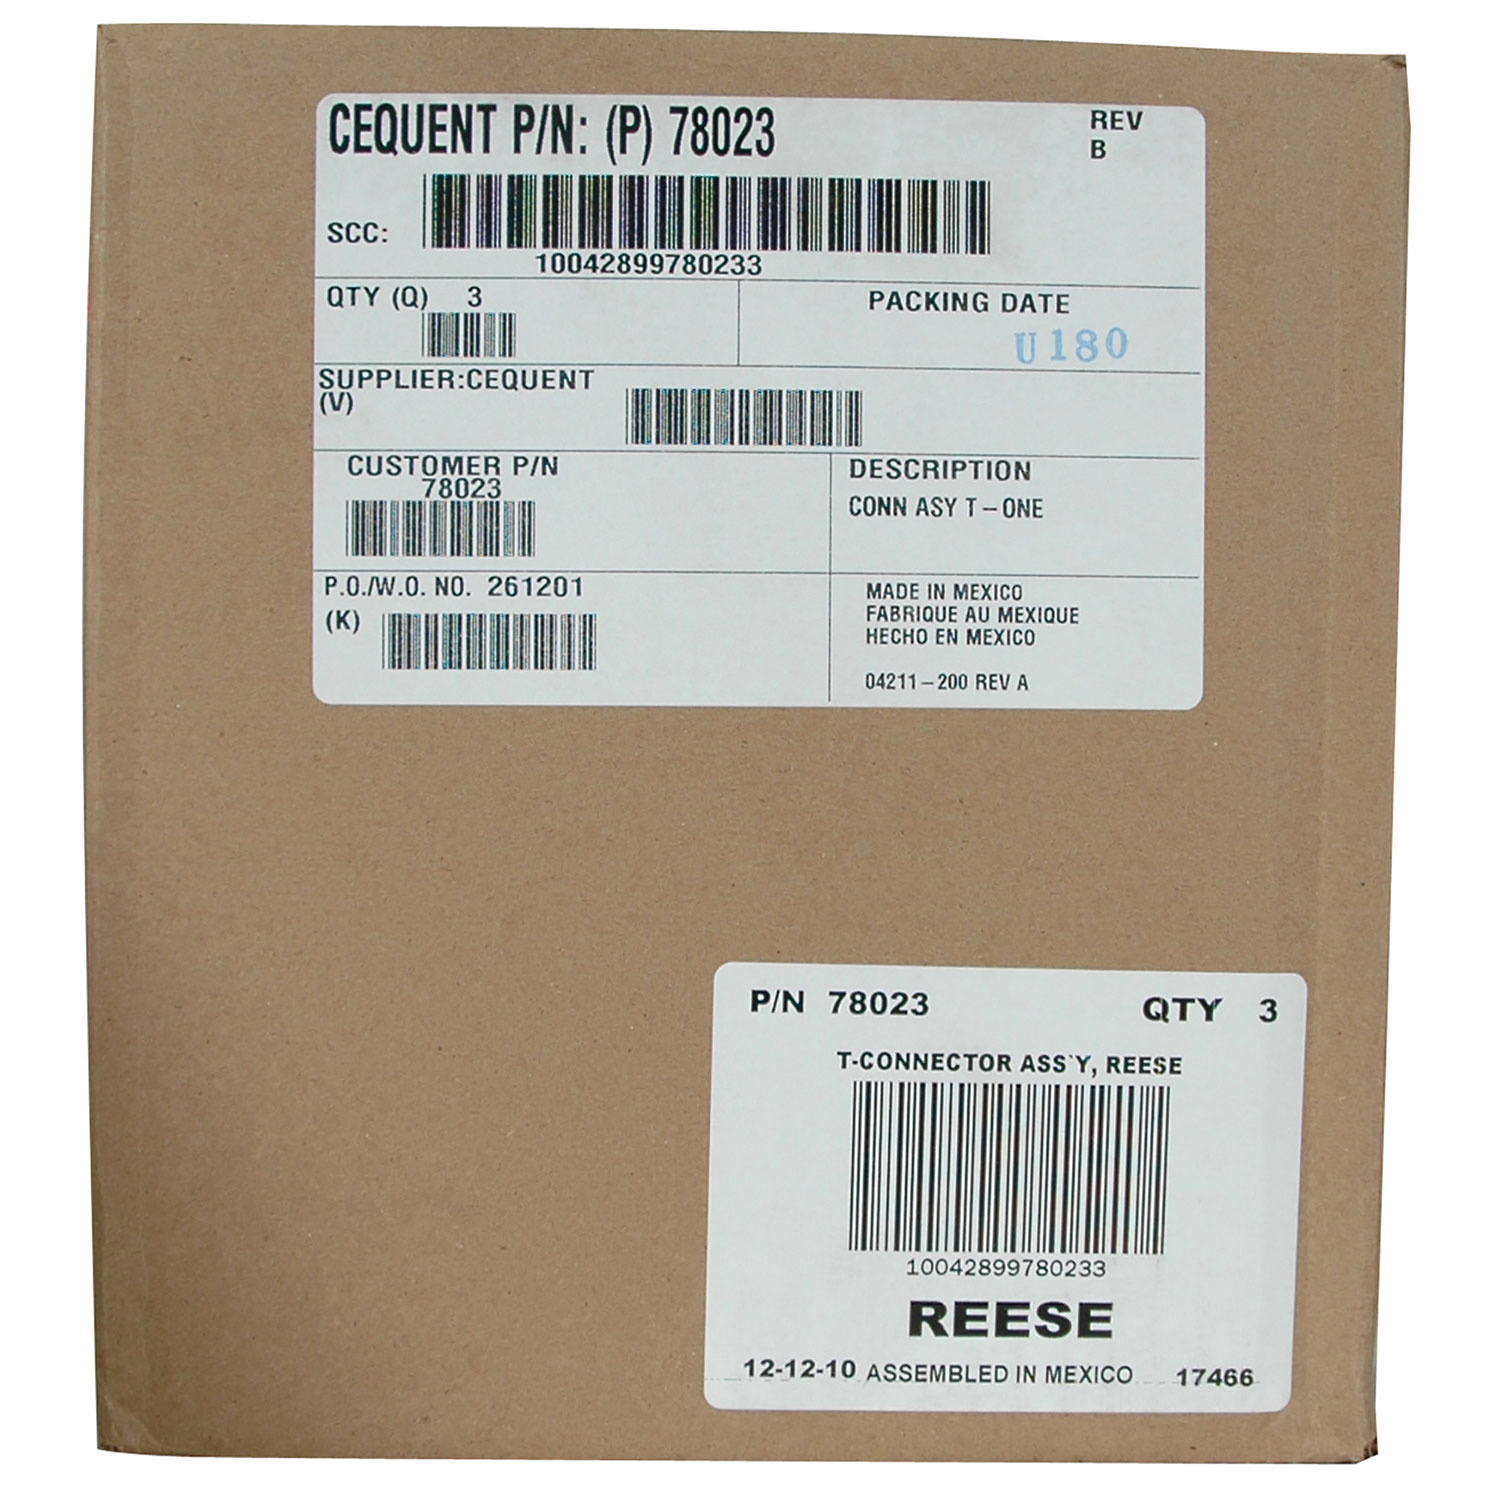 CEQUENT P/N: (P) 78023
REV
B
SCC:
10042899780233
QTY (Q) 3
PACKING DATE
U180
SUPPLIER:CEQUENT
(V)
CUSTOMER P/N
78023
DESCRIPTION
CONN ASY T-ONE
P.O./W.O. NO. 261201
(K)
MADE IN MEXICO
FABRIQUE AU MEXIQUE
HECHO EN MEXICO
04211-200 REV A
P/N 78023 QTY 3
T-CONNECTOR ASS`Y, REESE
10042899780233
REESE
12-12-10 ASSEMBLED IN MEXICO 17466